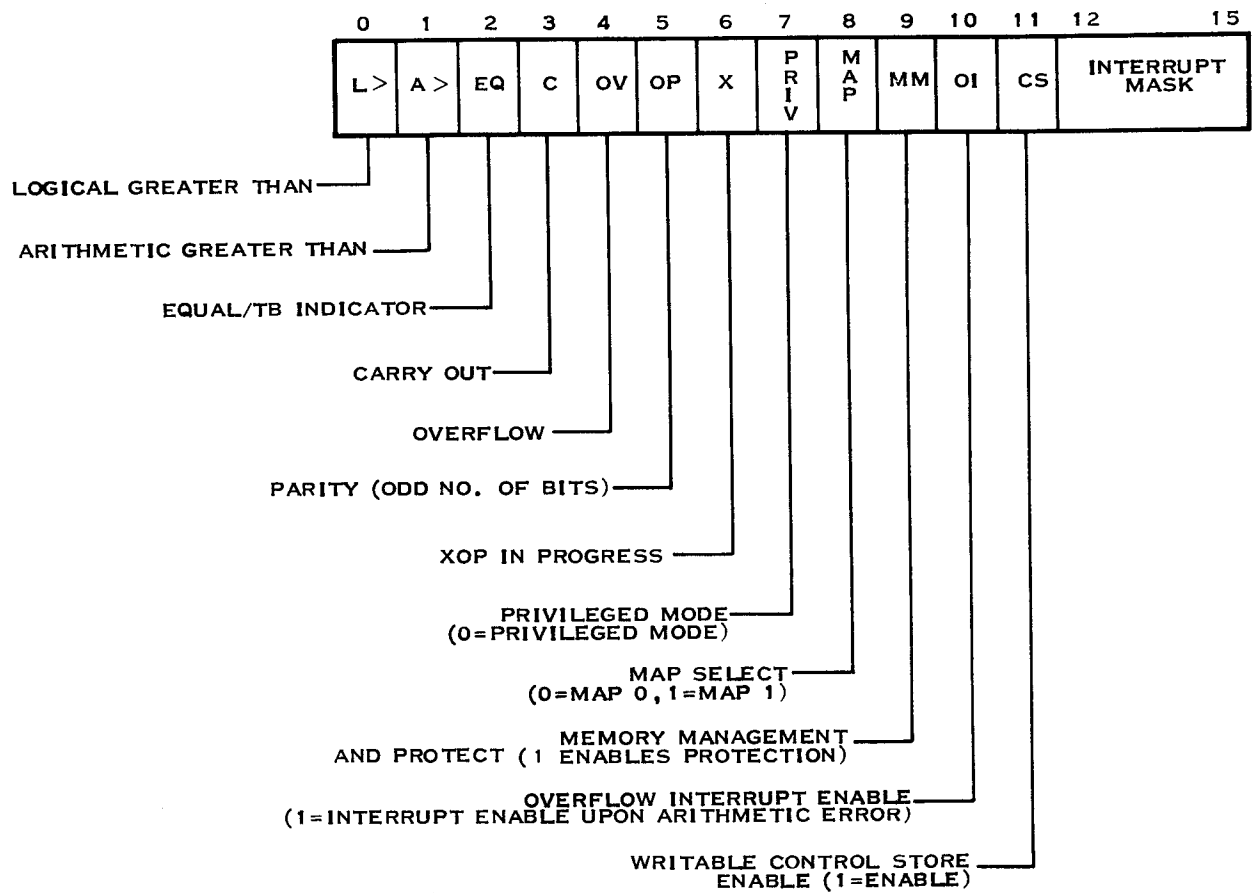 0 1 2 3 4 5 6 7 8 9 10 11 12 15
L> A> EQ C OV OP X PRIV MAP MM OI CS INTERRUPT
MASK
LOGICAL GREATER THAN
ARITHMETIC GREATER THAN
EQUAL/TB INDICATOR
CARRY OUT
OVERFLOW
PARITY (ODD NO. OF BITS)
XOP IN PROGRESS
PRIVILEGED MODE
(0=PRIVILEGED MODE)
MAP SELECT
(0=MAP 0,1=MAP 1)
MEMORY MANAGEMENT
AND PROTECT (1 ENABLES PROTECTION)
OVERFLOW INTERRUPT ENABLE
(1=INTERRUPT ENABLE UPON ARITHMETIC ERROR)
WRITABLE CONTROL STORE
ENABLE (1=ENABLE)